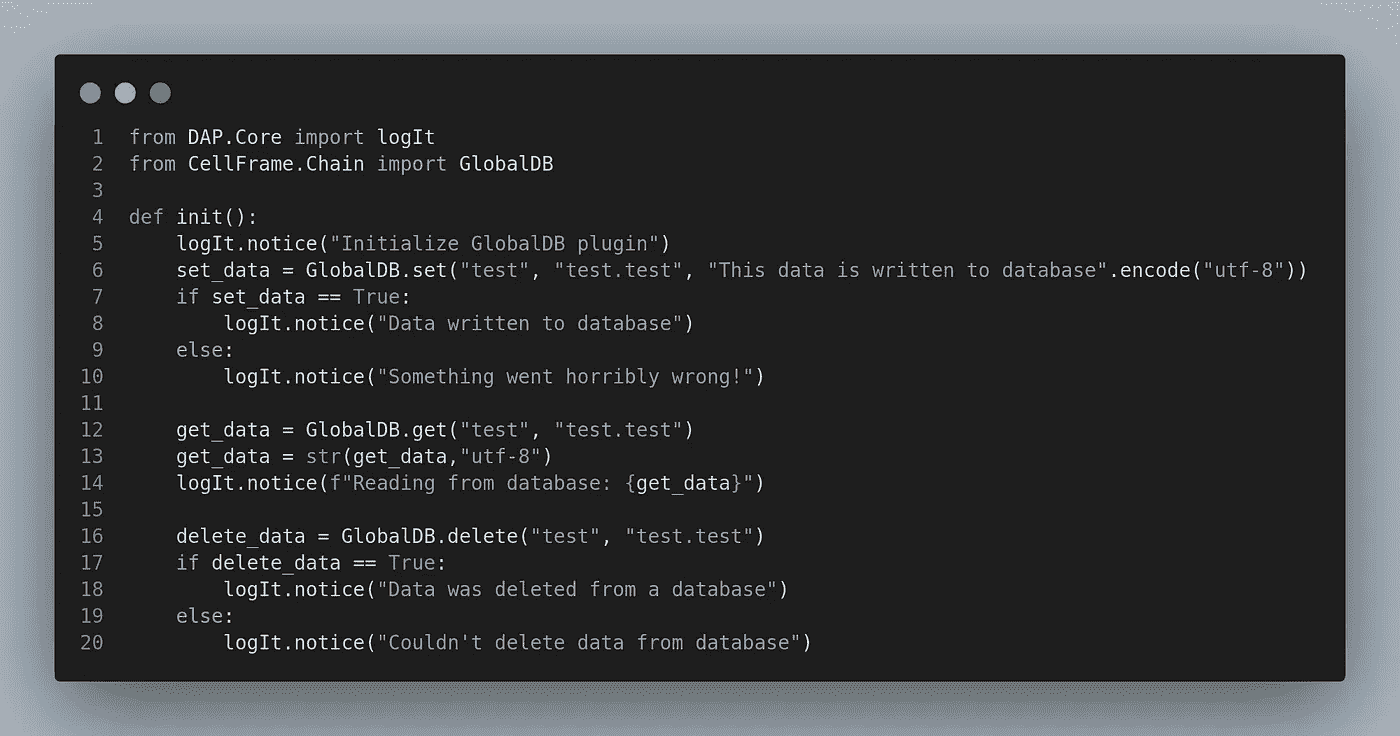 1 from DAP.Core import logIt
2 from CellFrame.Chain import GlobalDB
3
4 def init():
5     logIt.notice("Initialize GlobalDB plugin")
6     set_data = GlobalDB.set("test", "test.test", "This data is written to database".encode("utf-8"))
7     if set_data == True:
8         logIt.notice("Data written to database")
9     else:
10         logIt.notice("Something went horribly wrong!")
11
12     get_data = GlobalDB.get("test", "test.test")
13     get_data = str(get_data,"utf-8")
14     logIt.notice(f"Reading from database: {get_data}")
15
16     delete_data = GlobalDB.delete("test", "test.test")
17     if delete_data == True:
18         logIt.notice("Data was deleted from a database")
19     else:
20         logIt.notice("Couldn't delete data from database")